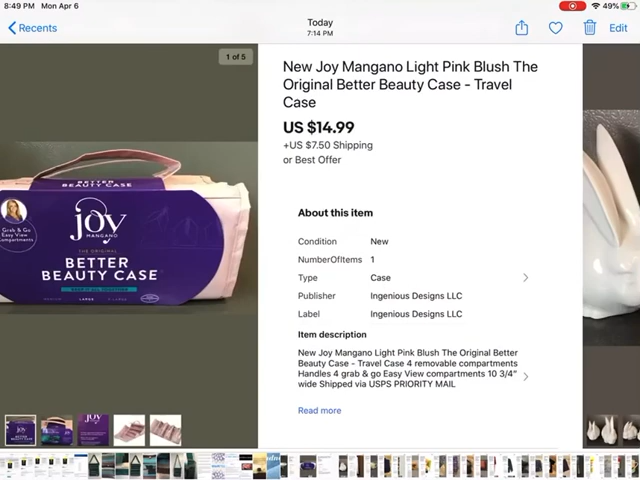 8:49 PM Mon Apr 6
49%
Recents
Today
7:14 PM
Edit
1 of 5
New Joy Mangano Light Pink Blush The
Original Better Beauty Case - Travel
Case
US $14.99
+US $7.50 Shipping
or Best Offer
About this item
Condition New
NumberOfItems 1
Type Case
Publisher Ingenious Designs LLC
Label Ingenious Designs LLC
Item description
New Joy Mangano Light Pink Blush The Original Better
Beauty Case - Travel Case 4 removable compartments
Handles 4 grab & go Easy View compartments 10 3/4"
wide Shipped via USPS PRIORITY MAIL
Read more
BETTER
BEAUTY CASE
Grab & Go
Easy View
Compartments
joy
MANGANO
THE ORIGINAL
BETTER
BEAUTY CASE
LARGE
joy